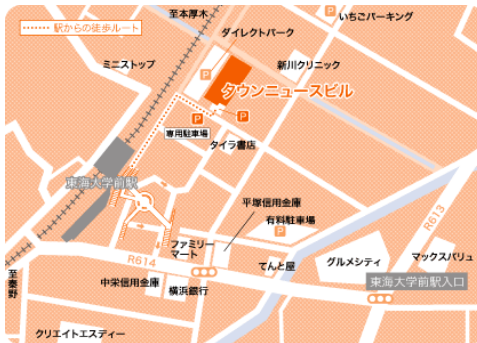 至本厚木
P
いちごパーキング
駅からの徒歩ルート
ダイレクトパーク
ミニストップ
新川クリニック
P
タウンニュースビル
P
P
専用駐車場
タイラ書店
東海大学前駅
平塚信用金庫
有料駐車場
P
R613
ファミリー
マート
R614
てんと屋
グルメシティ
マックスバリュ
至秦野
中栄信用金庫
横浜銀行
東海大学前駅入口
クリエイトエスディー